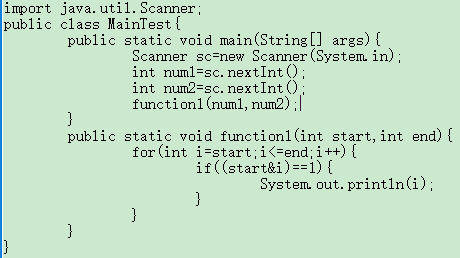 import java.util.Scanner;
public class MainTest{
        public static void main(String[] args){
                Scanner sc=new Scanner(System.in);
                int num1=sc.nextInt();
                int num2=sc.nextInt();
                function1(num1,num2);
        }
        public static void function1(int start,int end){
                for(int i=start;i<=end;i++){
                        if((start&i)==1){
                                System.out.println(i);
                        }
                }
        }
}